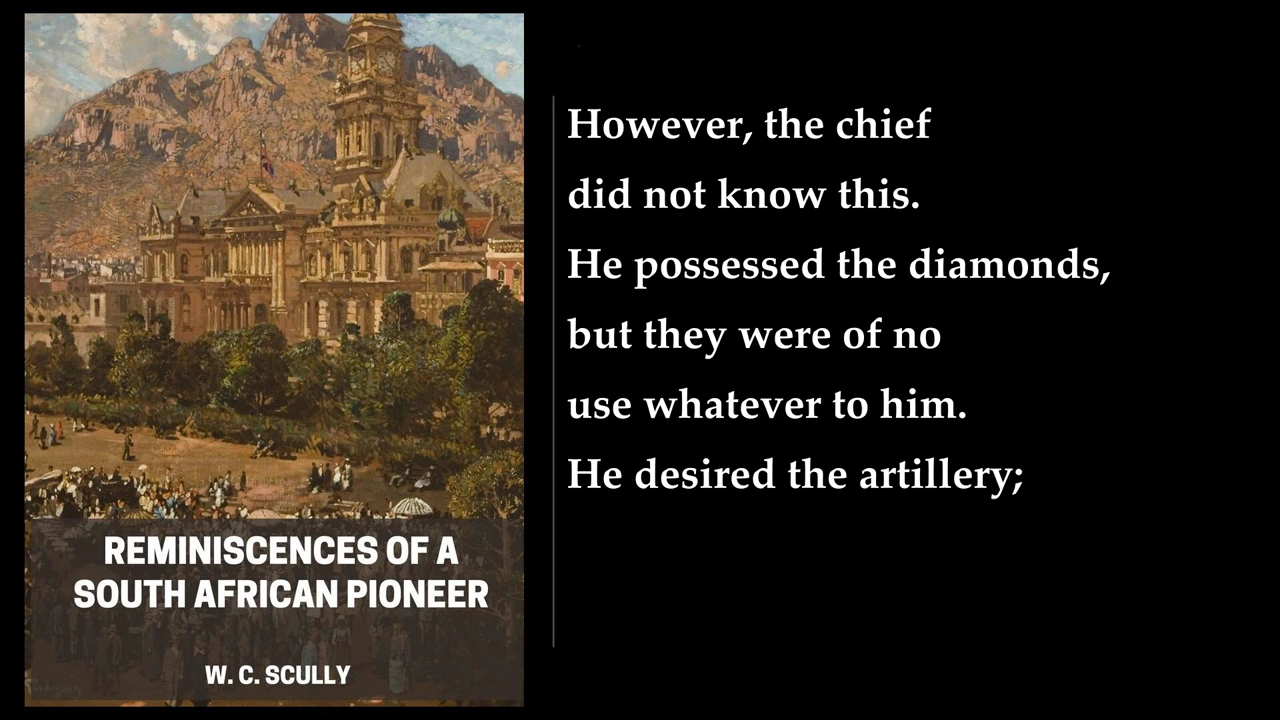 REMINISCENCES OF A
SOUTH AFRICAN PIONEER
W. C. SCULLY
However, the chief
did not know this.
He possessed the diamonds,
but they were of no
use whatever to him.
He desired the artillery;